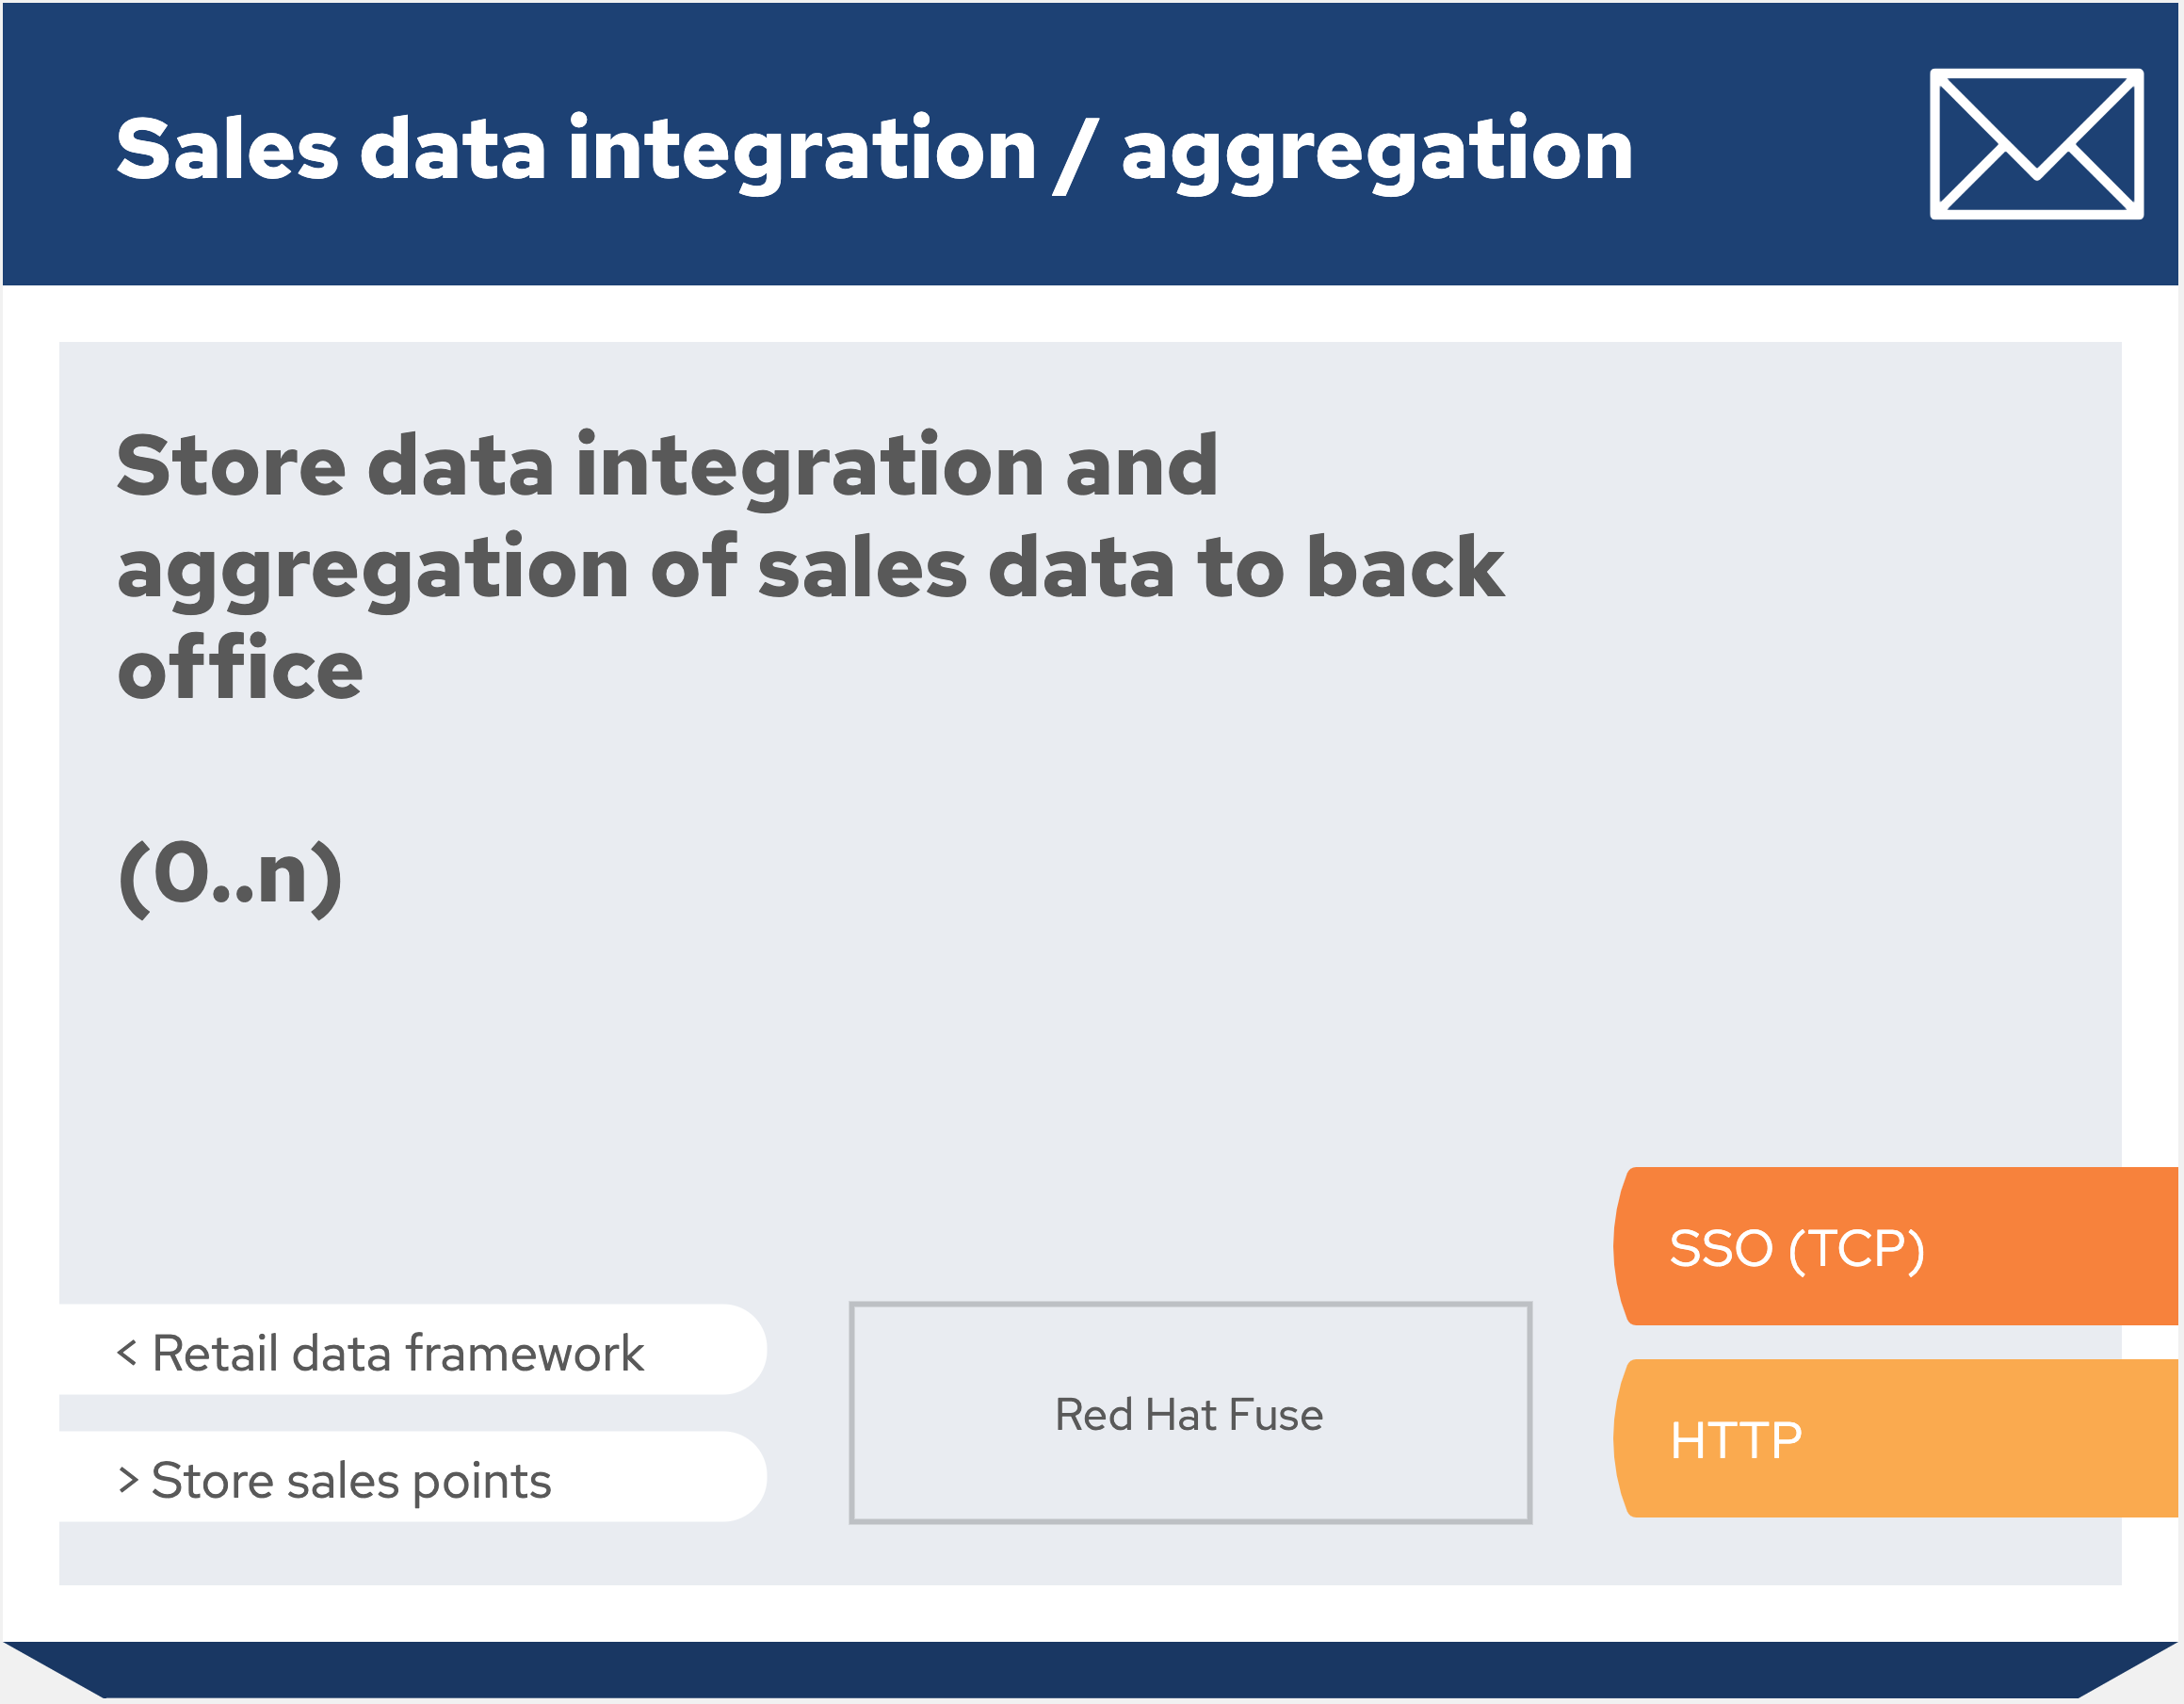 Sales data integration / aggregation
Store data integration and
aggregation of sales data to back
office
(0..n)
SSO (TCP)
< Retail data framework
Red Hat Fuse
HTTP
> Store sales points